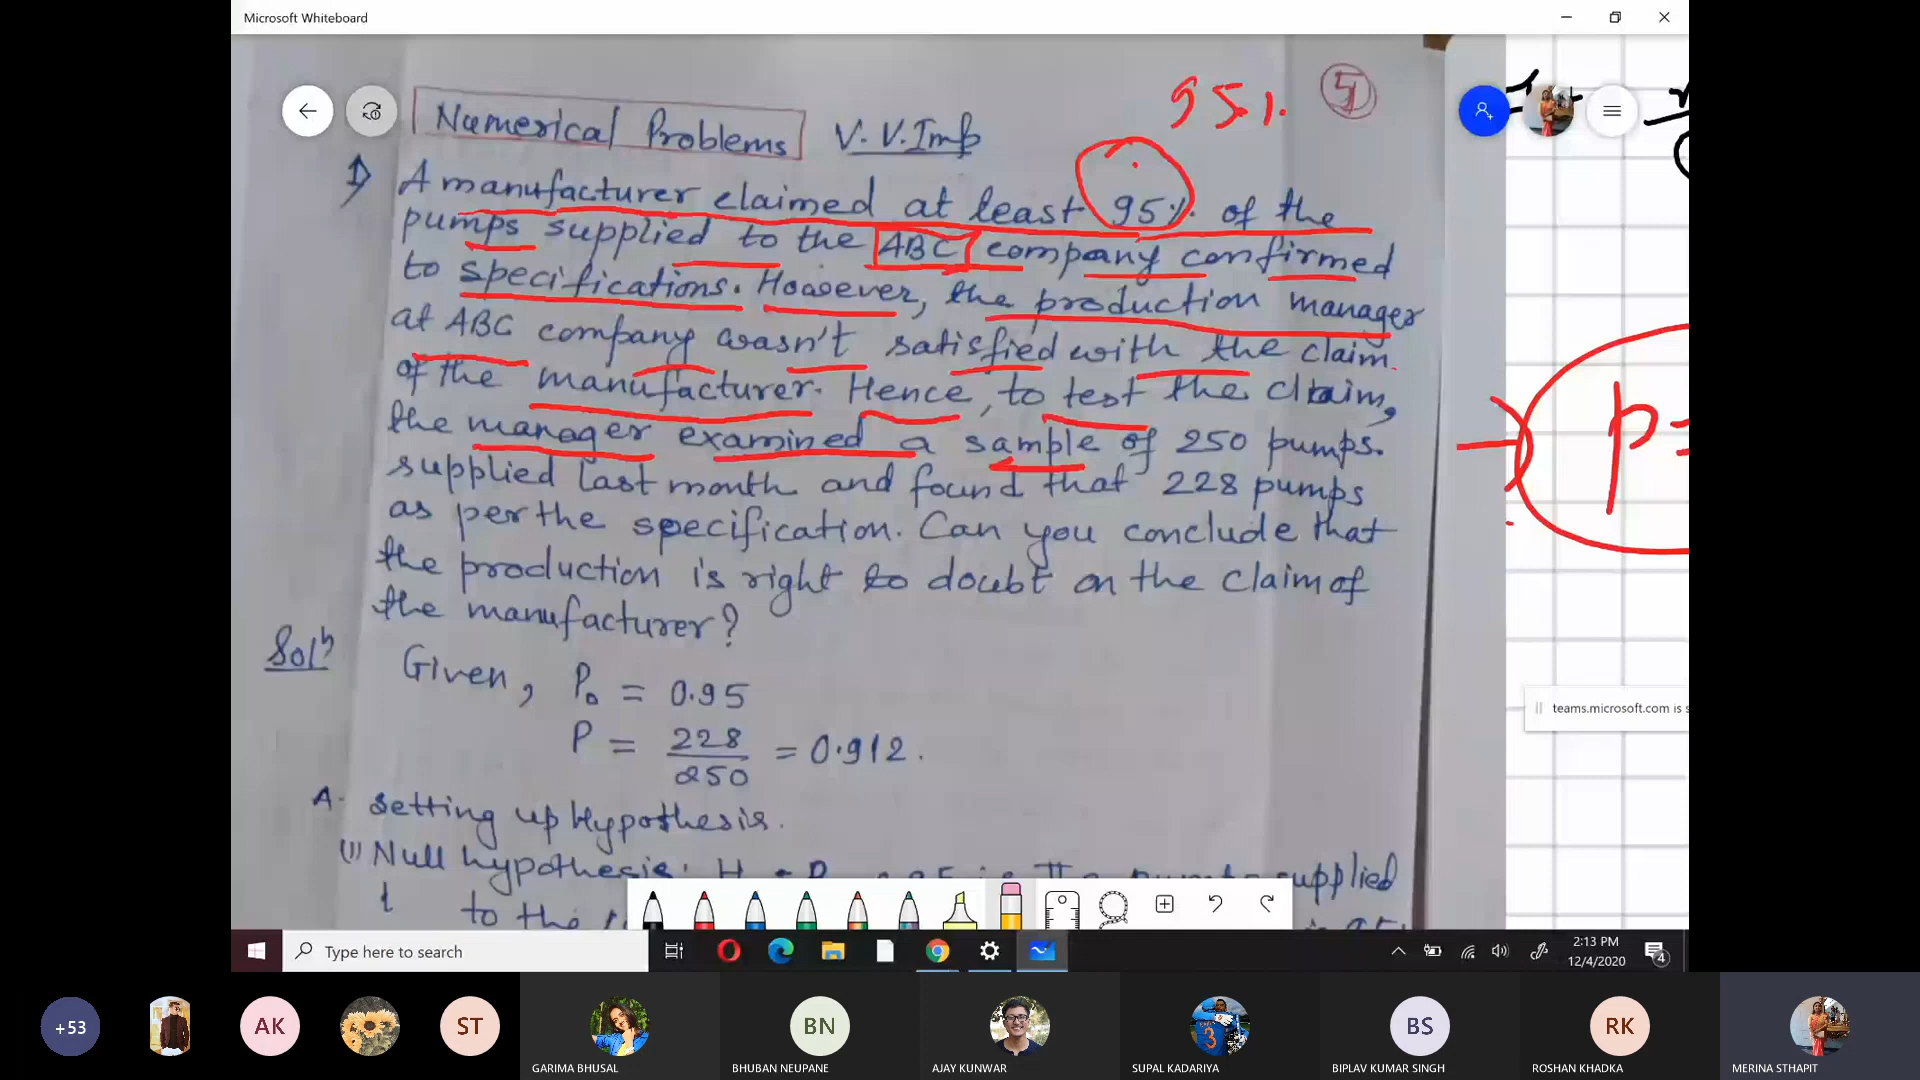 Microsoft Whiteboard
95%.
5
Numerical Problems V.V.Imp
1) A manufacturer claimed at least 95% of the
pumps supplied to the ABC company confirmed
to specifications. However, the production manager
at ABC company wasn't satisfied with the claim
of the manufacturer. Hence, to test the claim,
the manager examined a sample of 250 pumps.
supplied last month and found that 228 pumps
as per the specification. Can you conclude that
the production is right to doubt on the claim of
the manufacturer?
Solⁿ Given, P₀ = 0.95
P = 228/250 = 0.912.
A. Setting up Hypothesis.
(i) Null hypothesis: supplied
to the
P=
teams.microsoft.com is s
Type here to search
2:13 PM
12/4/2020
4
+53
AK
ST
BN
BS
RK
3
GARIMA BHUSAL
BHUBAN NEUPANE
AJAY KUNWAR
SUPAL KADARIYA
BIPLAV KUMAR SINGH
ROSHAN KHADKA
MERINA STHAPIT